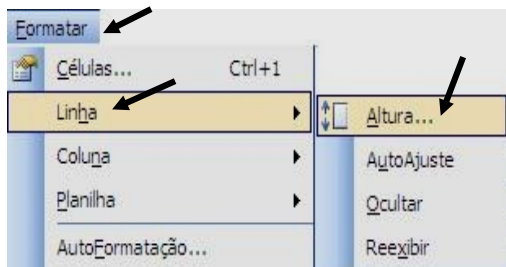 Formatar
Células... Ctrl+1
Linha
Altura...
Coluna
AutoAjuste
Planilha
Ocultar
AutoFormatação...
Reexibir